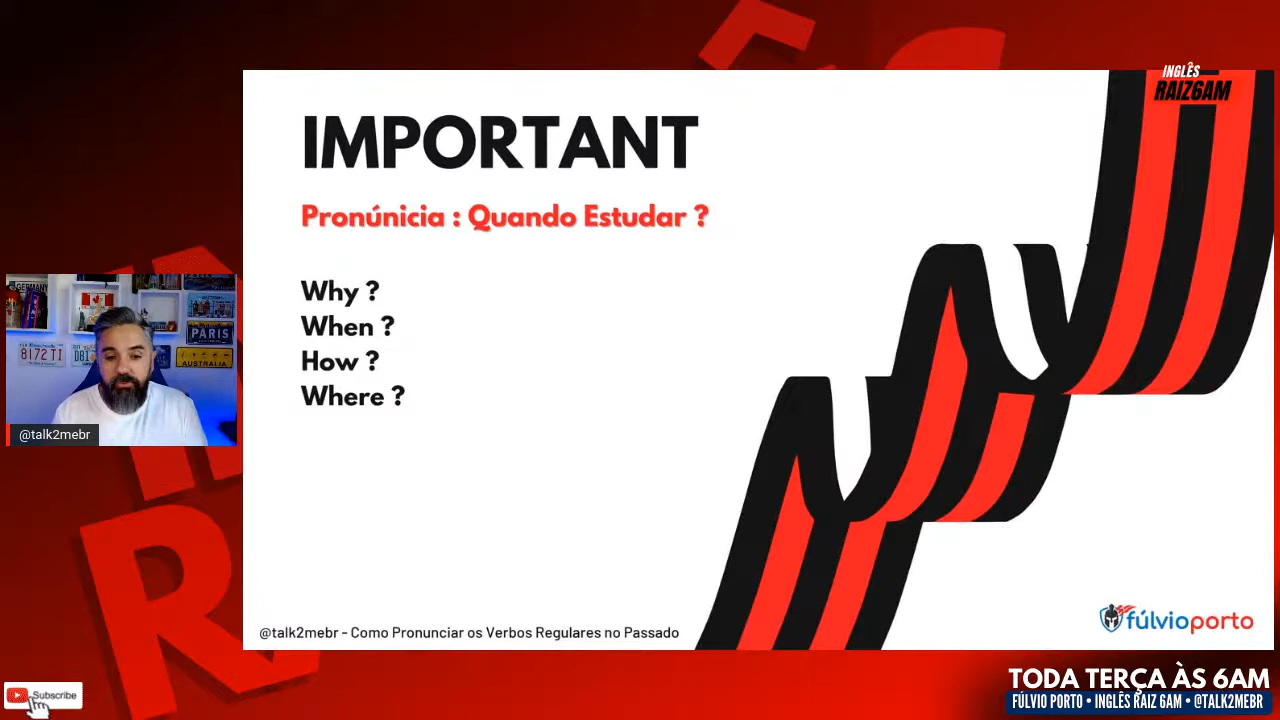 INGLÊS
RAIZ6AM
IMPORTANT
Pronúnicia : Quando Estudar ?
Why ?
When ?
How ?
Where ?
GERMANY
PARIS
8172 TI
AUSTRALIA
@talk2mebr
@talk2mebr - Como Pronunciar os Verbos Regulares no Passado
fúlvioporto
Subscribe
TODA TERÇA ÀS 6AM
FÚLVIO PORTO • INGLÊS RAIZ 6AM • @TALK2MEBR